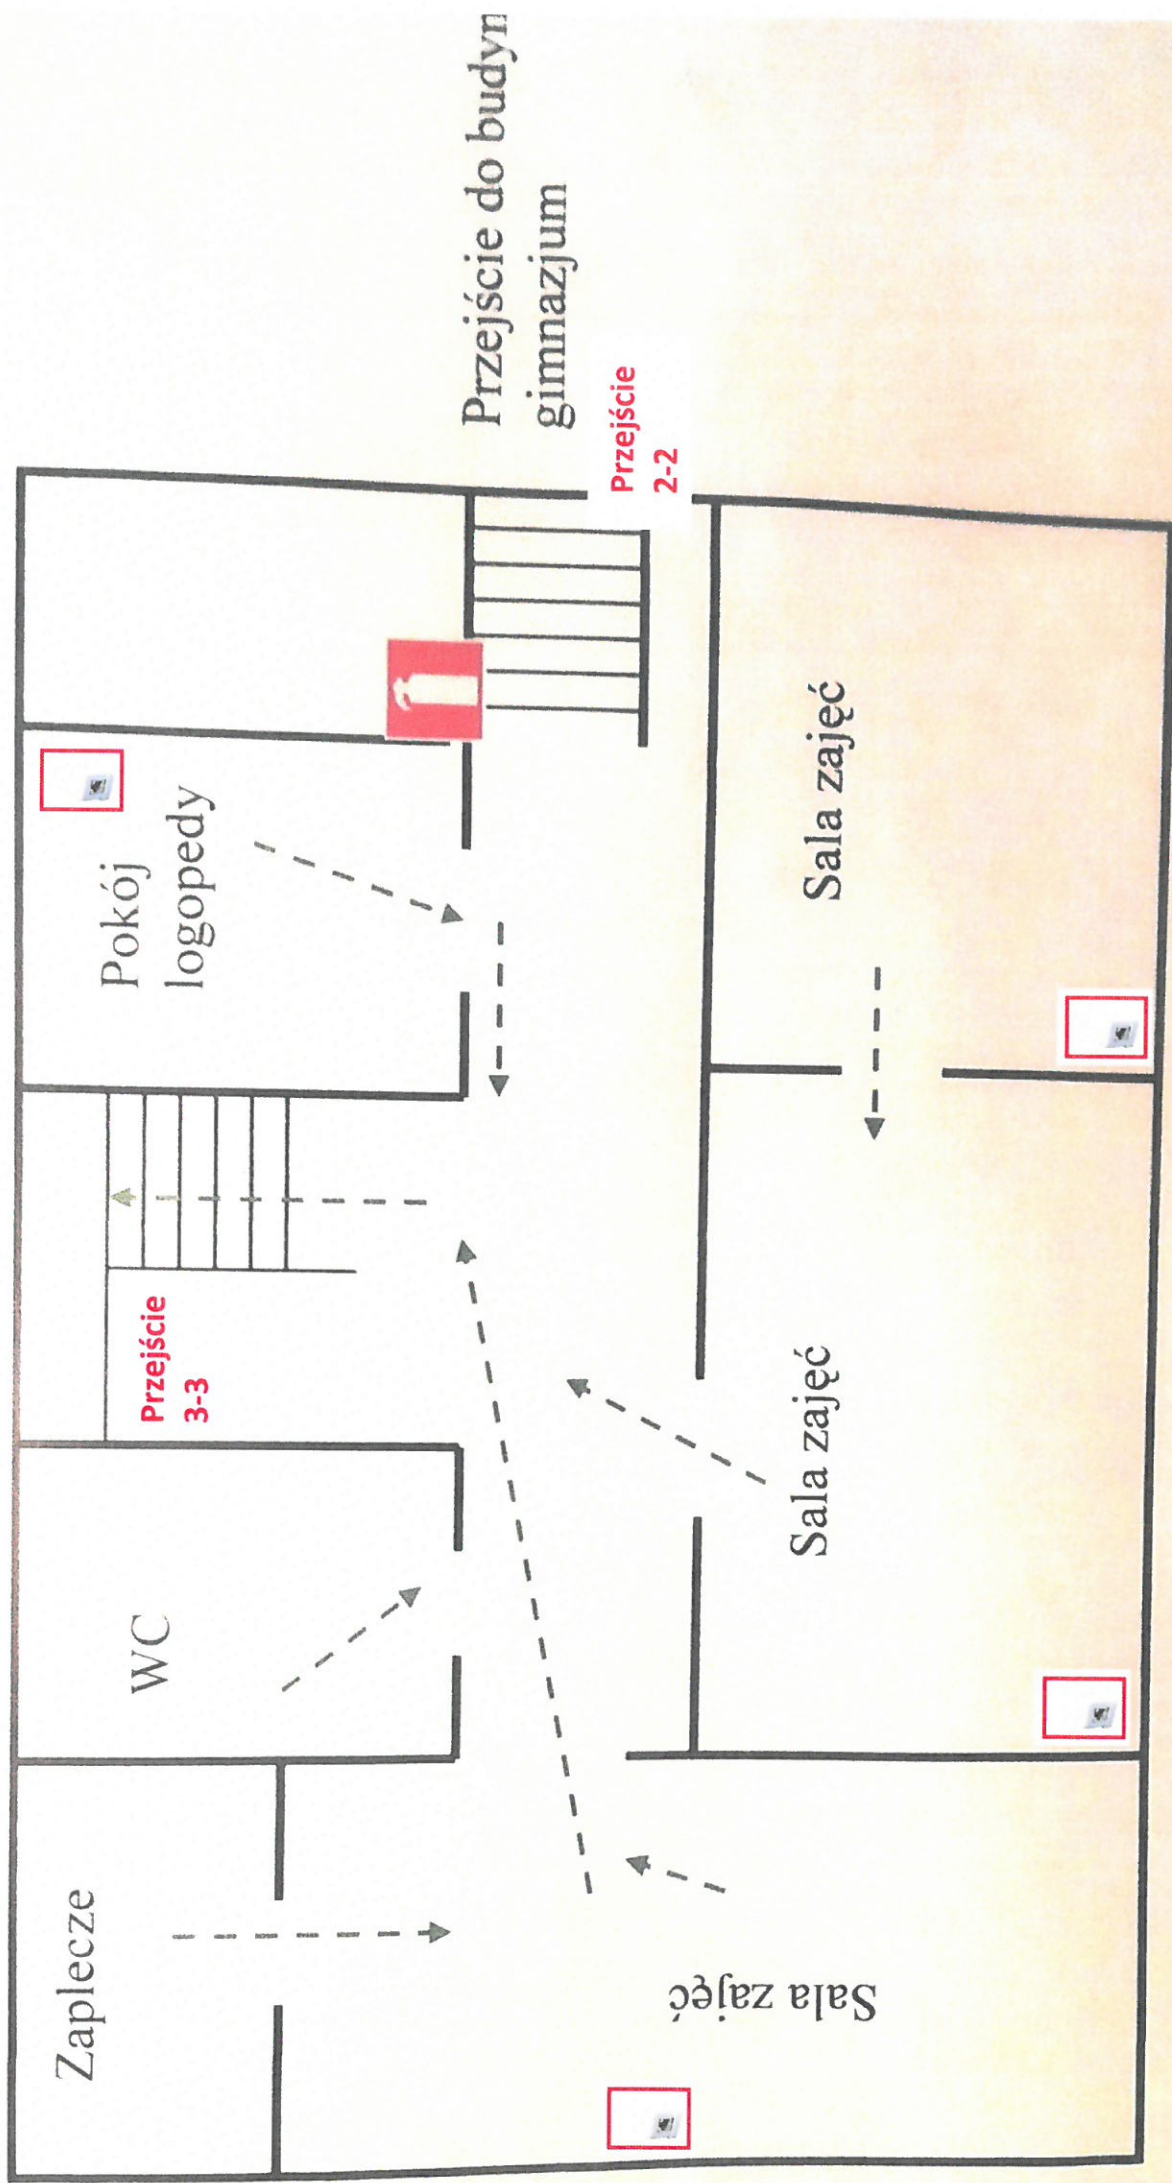 Zaplecze
WC
Przejście
3-3
Pokój
logopedy
Przejście do budyn
gimnazjum
Przejście
2-2
Sala zajęć
Sala zajęć
Sala zajęć